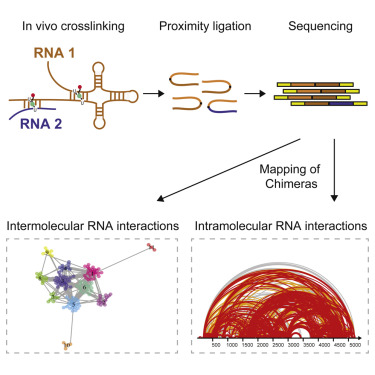 In vivo crosslinking
Proximity ligation
Sequencing
RNA 1
RNA 2
Mapping of
Chimeras
Intermolecular RNA interactions
Intramolecular RNA interactions
500 1000 1500 2000 2500 3000 3500 4000 4500 5000